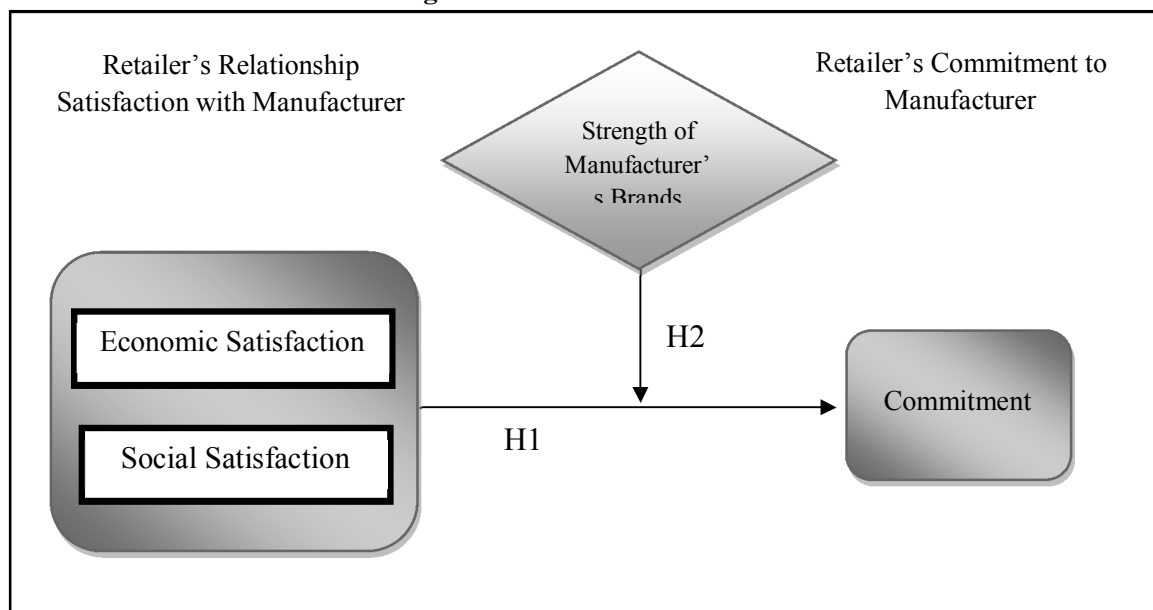 Retailer's Relationship
Satisfaction with Manufacturer
Strength of
Manufacturer'
s Brands
Retailer's Commitment to
Manufacturer
Economic Satisfaction
Social Satisfaction
H2
H1
Commitment